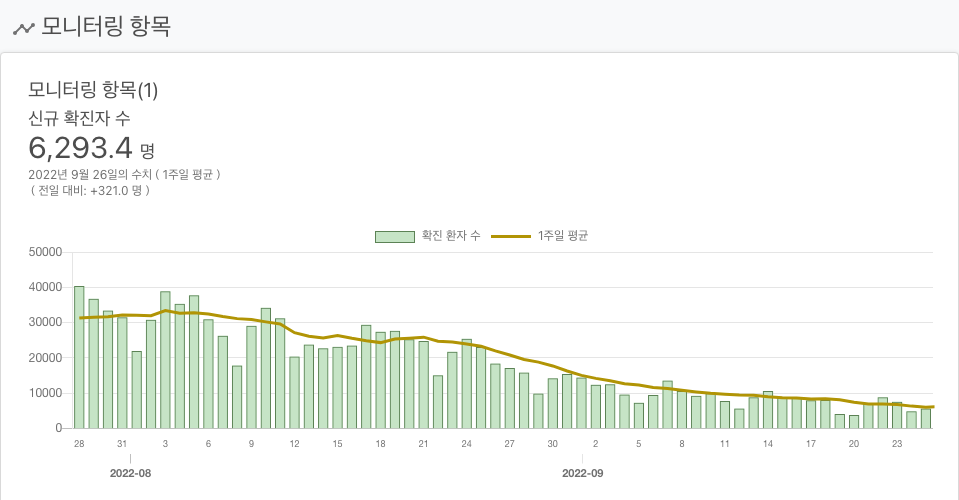 모니터링 항목
모니터링 항목(1)
신규 확진자 수
6,293.4 명
2022년 9월 26일의 수치 ( 1주일 평균 )
( 전일 대비: +321.0 명 )
확진 환자 수 1주일 평균
50000
40000
30000
20000
10000
0
28 31 3 6 9 12 15 18 21 24 27 30 2 5 8 11 14 17 20 23
2022-08 2022-09